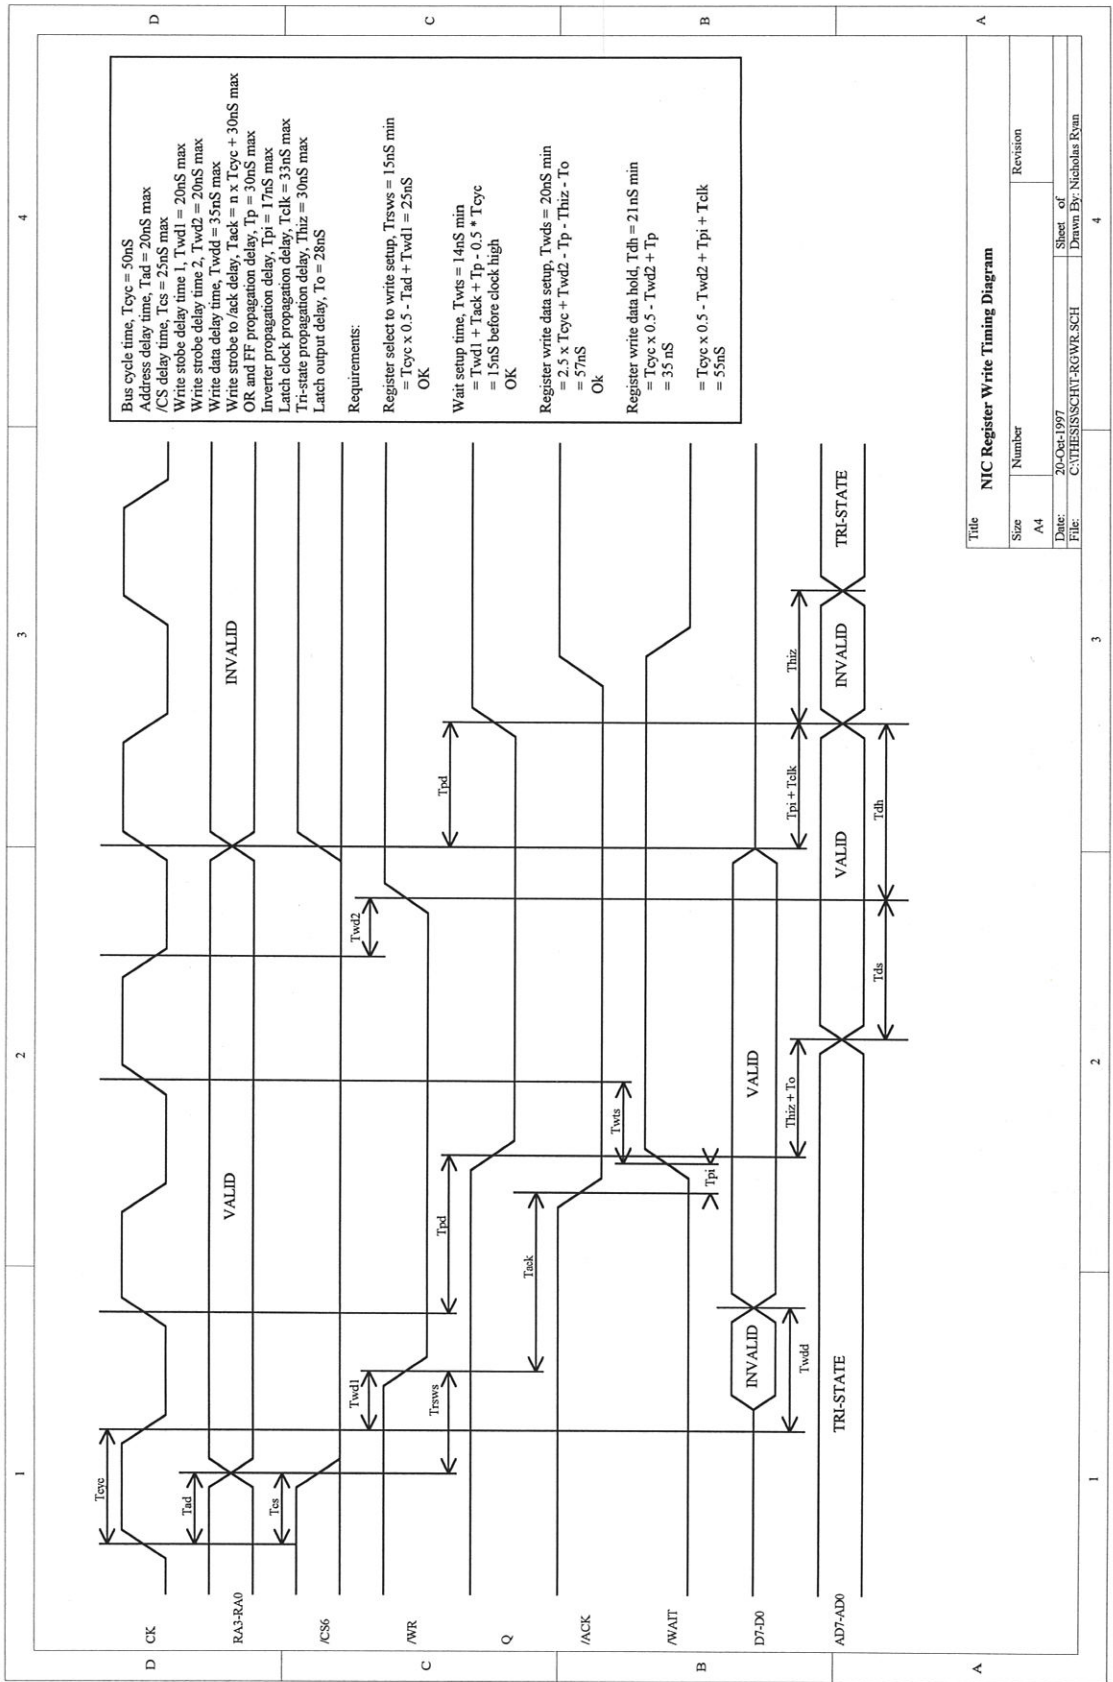 D
C
B
A
4
3
2
1
Bus cycle time, Tcyc = 50nS
Address delay time, Tad = 20nS max
/CS delay time, Tcs = 25nS max
Write stobe delay time 1, Twd1 = 20nS max
Write strobe delay time 2, Twd2 = 20nS max
Write data delay time, Twdd = 35nS max
Write strobe to /ack delay, Tack = n x Tcyc + 30nS max
OR and FF propagation delay, Tp = 30nS max
Inverter propagation delay, Tpi = 17nS max
Latch clock propagation delay, Tclk = 33nS max
Tri-state propagation delay, Thiz = 30nS max
Latch output delay, To = 28nS
Requirements:
Register select to write setup, Trsws = 15nS min
= Tcyc x 0.5 - Tad + Twd1 = 25nS
OK
Wait setup time, Twts = 14nS min
= Twd1 + Tack + Tp - 0.5 * Tcyc
= 15nS before clock high
OK
Register write data setup, Twds = 20nS min
= 2.5 x Tcyc + Twd2 - Tp - Thiz - To
= 57nS
Ok
Register write data hold, Tdh = 21nS min
= Tcyc x 0.5 - Twd2 + Tp
= 35 nS
= Tcyc x 0.5 - Twd2 + Tpi + Tclk
= 55nS
CK
Tcyc
RA3-RA0
Tad
VALID
INVALID
/CS6
Tcs
/WR
Twd1
Twd2
Trsws
Tpd
Tpd
Q
Tack
/ACK
Twts
/WAIT
Tpi
D7-D0
INVALID
VALID
Twdd
Thiz + To
Tpi + Tclk
Thiz
AD7-AD0
TRI-STATE
VALID
INVALID
TRI-STATE
Tds
Tdh
Title
NIC Register Write Timing Diagram
Size
Number
Revision
A4
Date:
20-Oct-1997
Sheet of
File:
C:\THESIS\SCH\T-RGWR.SCH
Drawn By: Nicholas Ryan
1
2
3
4
D
C
B
A